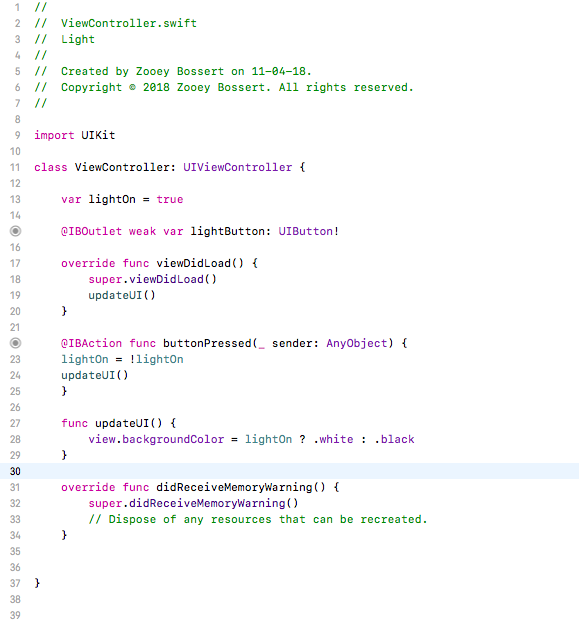 1 //
2 //  ViewController.swift
3 //  Light
4 //
5 //  Created by Zooey Bossert on 11-04-18.
6 //  Copyright © 2018 Zooey Bossert. All rights reserved.
7 //
8
9 import UIKit
10
11 class ViewController: UIViewController {
12
13     var lightOn = true
14
    @IBOutlet weak var lightButton: UIButton!
16
17     override func viewDidLoad() {
18         super.viewDidLoad()
19         updateUI()
20     }
21
    @IBAction func buttonPressed(_ sender: AnyObject) {
23     lightOn = !lightOn
24     updateUI()
25     }
26
27     func updateUI() {
28         view.backgroundColor = lightOn ? .white : .black
29     }
30
31     override func didReceiveMemoryWarning() {
32         super.didReceiveMemoryWarning()
33         // Dispose of any resources that can be recreated.
34     }
35
36
37 }
38
39